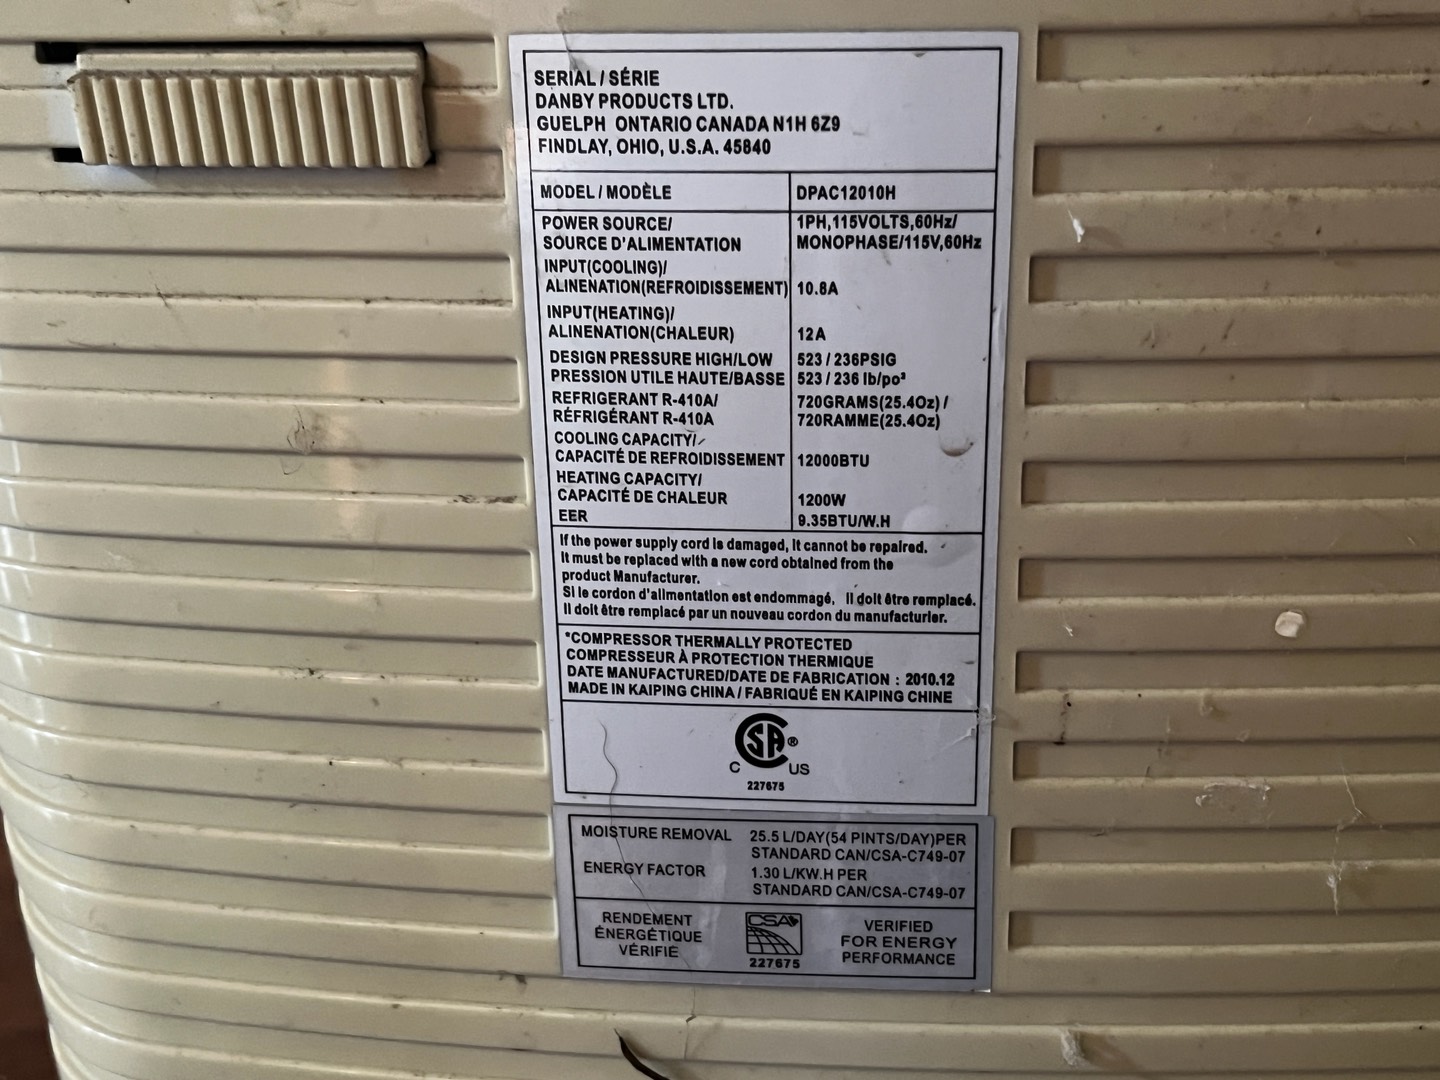 SERIAL / SÉRIE
DANBY PRODUCTS LTD.
GUELPH ONTARIO CANADA N1H 6Z9
FINDLAY, OHIO, U.S.A. 45840
MODEL / MODÈLE DPAC12010H
POWER SOURCE/ 1PH,115VOLTS,60Hz/
SOURCE D'ALIMENTATION MONOPHASE/115V,60Hz
INPUT(COOLING)/
ALINENATION(REFROIDISSEMENT) 10.8A
INPUT(HEATING)/
ALINENATION(CHALEUR) 12A
DESIGN PRESSURE HIGH/LOW 523 / 236PSIG
PRESSION UTILE HAUTE/BASSE 523 / 236 lb/po²
REFRIGERANT R-410A/ 720GRAMS(25.4Oz) /
RÉFRIGÉRANT R-410A 720RAMME(25.4Oz)
COOLING CAPACITY/
CAPACITÉ DE REFROIDISSEMENT 12000BTU
HEATING CAPACITY/
CAPACITÉ DE CHALEUR 1200W
EER 9.35BTU/W.H
If the power supply cord is damaged, it cannot be repaired.
It must be replaced with a new cord obtained from the
product Manufacturer.
Si le cordon d'alimentation est endommagé, Il doit être remplacé.
Il doit être remplacé par un nouveau cordon du manufacturier.
*COMPRESSOR THERMALLY PROTECTED
COMPRESSEUR À PROTECTION THERMIQUE
DATE MANUFACTURED/DATE DE FABRICATION : 2010.12
MADE IN KAIPING CHINA / FABRIQUÉ EN KAIPING CHINE
CSA®
C US
227675
MOISTURE REMOVAL 25.5 L/DAY(54 PINTS/DAY)PER
STANDARD CAN/CSA-C749-07
ENERGY FACTOR 1.30 L/KW.H PER
STANDARD CAN/CSA-C749-07
RENDEMENT
ÉNERGÉTIQUE
VÉRIFIÉ
CSA
227675
VERIFIED
FOR ENERGY
PERFORMANCE